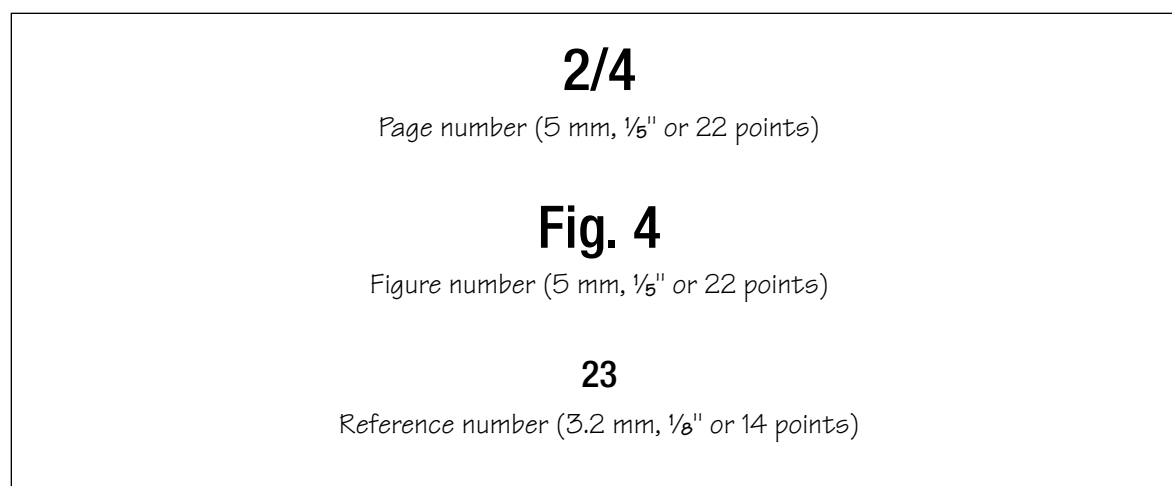 2/4
Page number (5 mm, ⅕" or 22 points)
Fig. 4
Figure number (5 mm, ⅕" or 22 points)
23
Reference number (3.2 mm, ⅛" or 14 points)